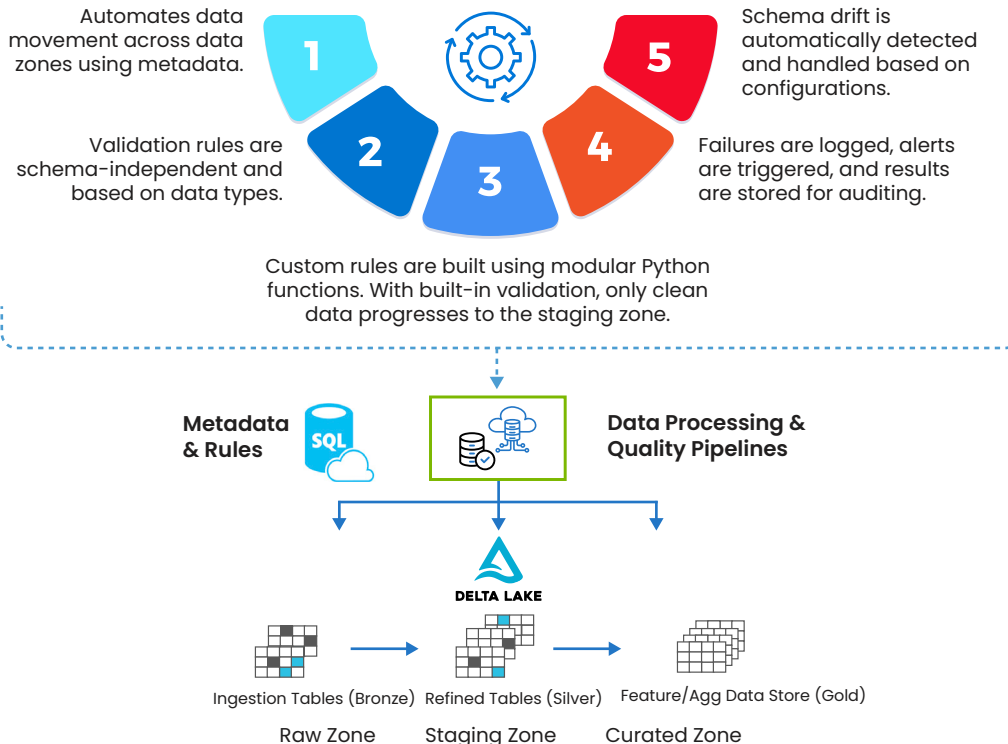 Automates data
movement across data
zones using metadata.
1
Validation rules are
schema-independent and
based on data types.
2
3
Custom rules are built using modular Python
functions. With built-in validation, only clean
data progresses to the staging zone.
4
Failures are logged, alerts
are triggered, and results
are stored for auditing.
5
Schema drift is
automatically detected
and handled based on
configurations.
Metadata
& Rules
SQL
Data Processing &
Quality Pipelines
DELTA LAKE
Ingestion Tables (Bronze)
Refined Tables (Silver)
Feature/Agg Data Store (Gold)
Raw Zone
Staging Zone
Curated Zone